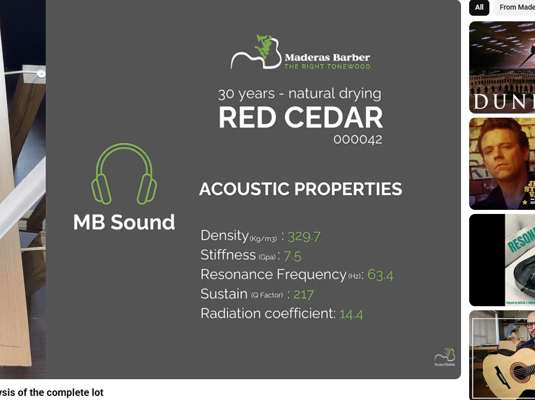 All
From Made
Maderas Barber
THE RIGHT TONEWOOD
30 years - natural drying
RED CEDAR
000042
ACOUSTIC PROPERTIES
MB Sound
Density (Kg/m3) : 329.7
Stiffness (Gpa) : 7.5
Resonance Frequency (Hz): 63.4
Sustain (Q Factor) : 217
Radiation coefficient: 14.4
ysis of the complete lot
DUN
RESON